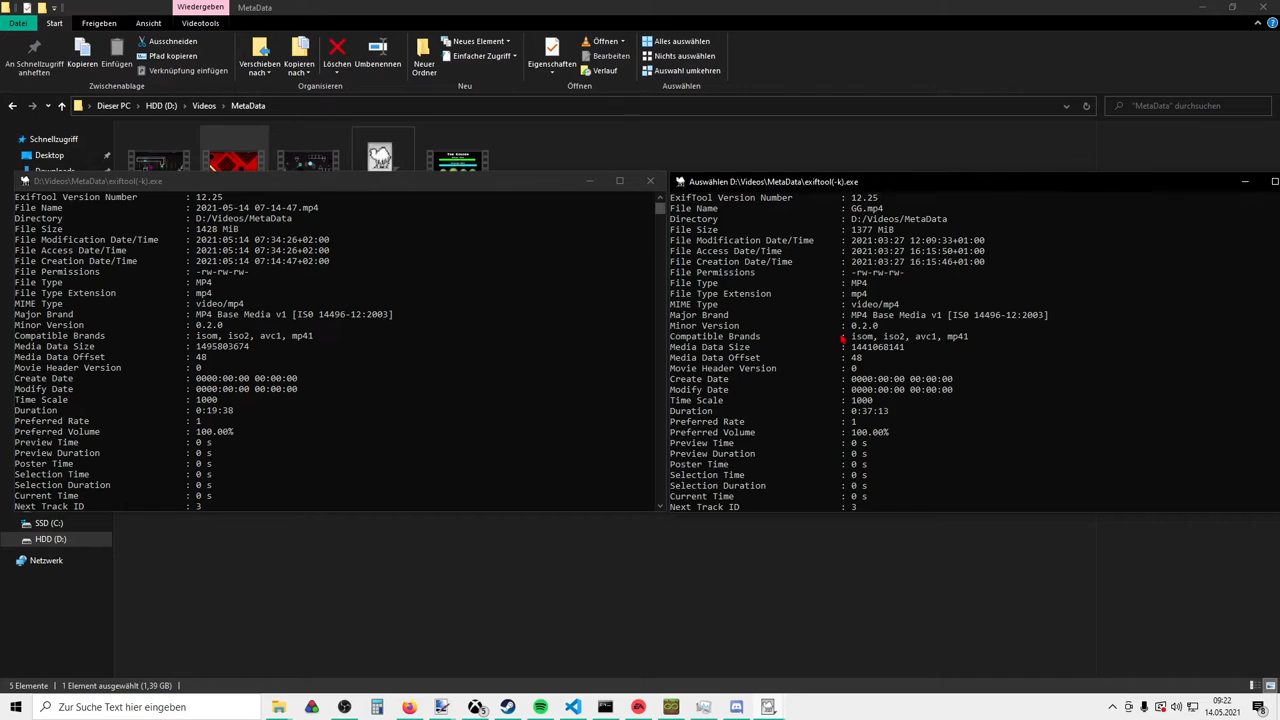 Wiedergeben
MetaData
Datei
Start
Freigeben
Ansicht
Videotools
An Schnellzugriff
anheften
Kopieren
Einfügen
Ausschneiden
Pfad kopieren
Verknüpfung einfügen
Zwischenablage
Verschieben
nach
Kopieren
nach
Löschen
Umbenennen
Organisieren
Neuer
Ordner
Neues Element
Einfacher Zugriff
Neu
Eigenschaften
Öffnen
Bearbeiten
Verlauf
Öffnen
Alles auswählen
Nichts auswählen
Auswahl umkehren
Auswählen
Dieser PC
HDD (D:)
Videos
MetaData
"MetaData" durchsuchen
Schnellzugriff
Desktop
D:\Videos\MetaData\exiftool(-k).exe
ExifTool Version Number : 12.25
File Name : 2021-05-14 07-14-47.mp4
Directory : D:/Videos/MetaData
File Size : 1428 MiB
File Modification Date/Time : 2021:05:14 07:34:26+02:00
File Access Date/Time : 2021:05:14 07:34:26+02:00
File Creation Date/Time : 2021:05:14 07:14:47+02:00
File Permissions : -rw-rw-rw-
File Type : MP4
File Type Extension : mp4
MIME Type : video/mp4
Major Brand : MP4 Base Media v1 [IS0 14496-12:2003]
Minor Version : 0.2.0
Compatible Brands : isom, iso2, avc1, mp41
Media Data Size : 1495803674
Media Data Offset : 48
Movie Header Version : 0
Create Date : 0000:00:00 00:00:00
Modify Date : 0000:00:00 00:00:00
Time Scale : 1000
Duration : 0:19:38
Preferred Rate : 1
Preferred Volume : 100.00%
Preview Time : 0 s
Preview Duration : 0 s
Poster Time : 0 s
Selection Time : 0 s
Selection Duration : 0 s
Current Time : 0 s
Next Track ID : 3
Auswählen D:\Videos\MetaData\exiftool(-k).exe
ExifTool Version Number : 12.25
File Name : GG.mp4
Directory : D:/Videos/MetaData
File Size : 1377 MiB
File Modification Date/Time : 2021:03:27 12:09:33+01:00
File Access Date/Time : 2021:03:27 16:15:50+01:00
File Creation Date/Time : 2021:03:27 16:15:46+01:00
File Permissions : -rw-rw-rw-
File Type : MP4
File Type Extension : mp4
MIME Type : video/mp4
Major Brand : MP4 Base Media v1 [IS0 14496-12:2003]
Minor Version : 0.2.0
Compatible Brands : isom, iso2, avc1, mp41
Media Data Size : 1441068141
Media Data Offset : 48
Movie Header Version : 0
Create Date : 0000:00:00 00:00:00
Modify Date : 0000:00:00 00:00:00
Time Scale : 1000
Duration : 0:37:13
Preferred Rate : 1
Preferred Volume : 100.00%
Preview Time : 0 s
Preview Duration : 0 s
Poster Time : 0 s
Selection Time : 0 s
Selection Duration : 0 s
Current Time : 0 s
Next Track ID : 3
SSD (C:)
HDD (D:)
Netzwerk
5 Elemente
1 Element ausgewählt (1,39 GB)
Zur Suche Text hier eingeben
09:22
14.05.2021